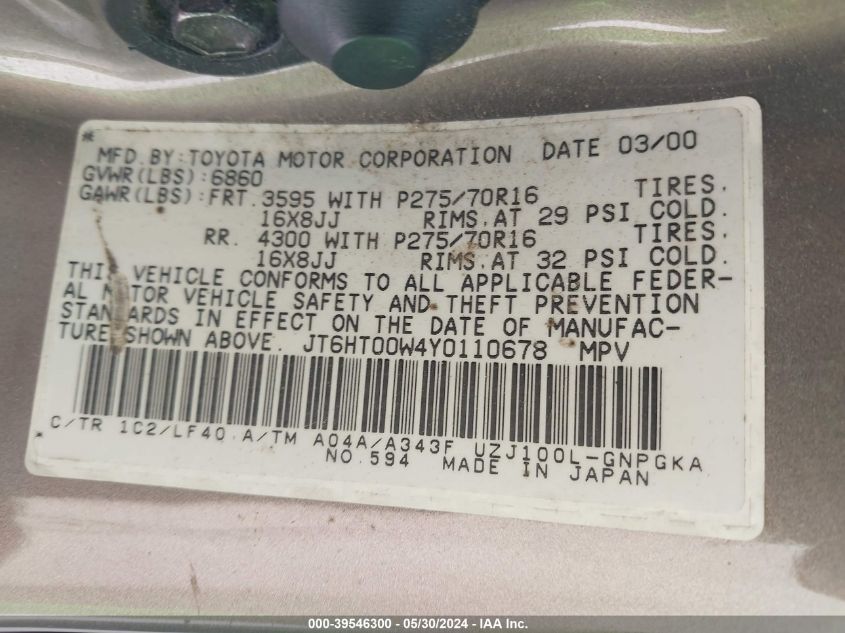 *
MFD.BY:TOYOTA MOTOR CORPORATION DATE 03/00
GVWR(LBS):6860
GAWR(LBS):FRT.3595 WITH P275/70R16 TIRES,
16X8JJ RIMS,AT 29 PSI COLD.
RR. 4300 WITH P275/70R16 TIRES,
16X8JJ RIMS,AT 32 PSI COLD.
THIS VEHICLE CONFORMS TO ALL APPLICABLE FEDER-
AL MOTOR VEHICLE SAFETY AND THEFT PREVENTION
STANDARDS IN EFFECT ON THE DATE OF MANUFAC-
TURE SHOWN ABOVE. JT6HT00W4Y0110678 MPV
C/TR 1C2/LF40 A/TM A04A/A343F UZJ100L-GNPGKA
NO.594 MADE IN JAPAN
000-39546300 - 05/30/2024 - IAA Inc.